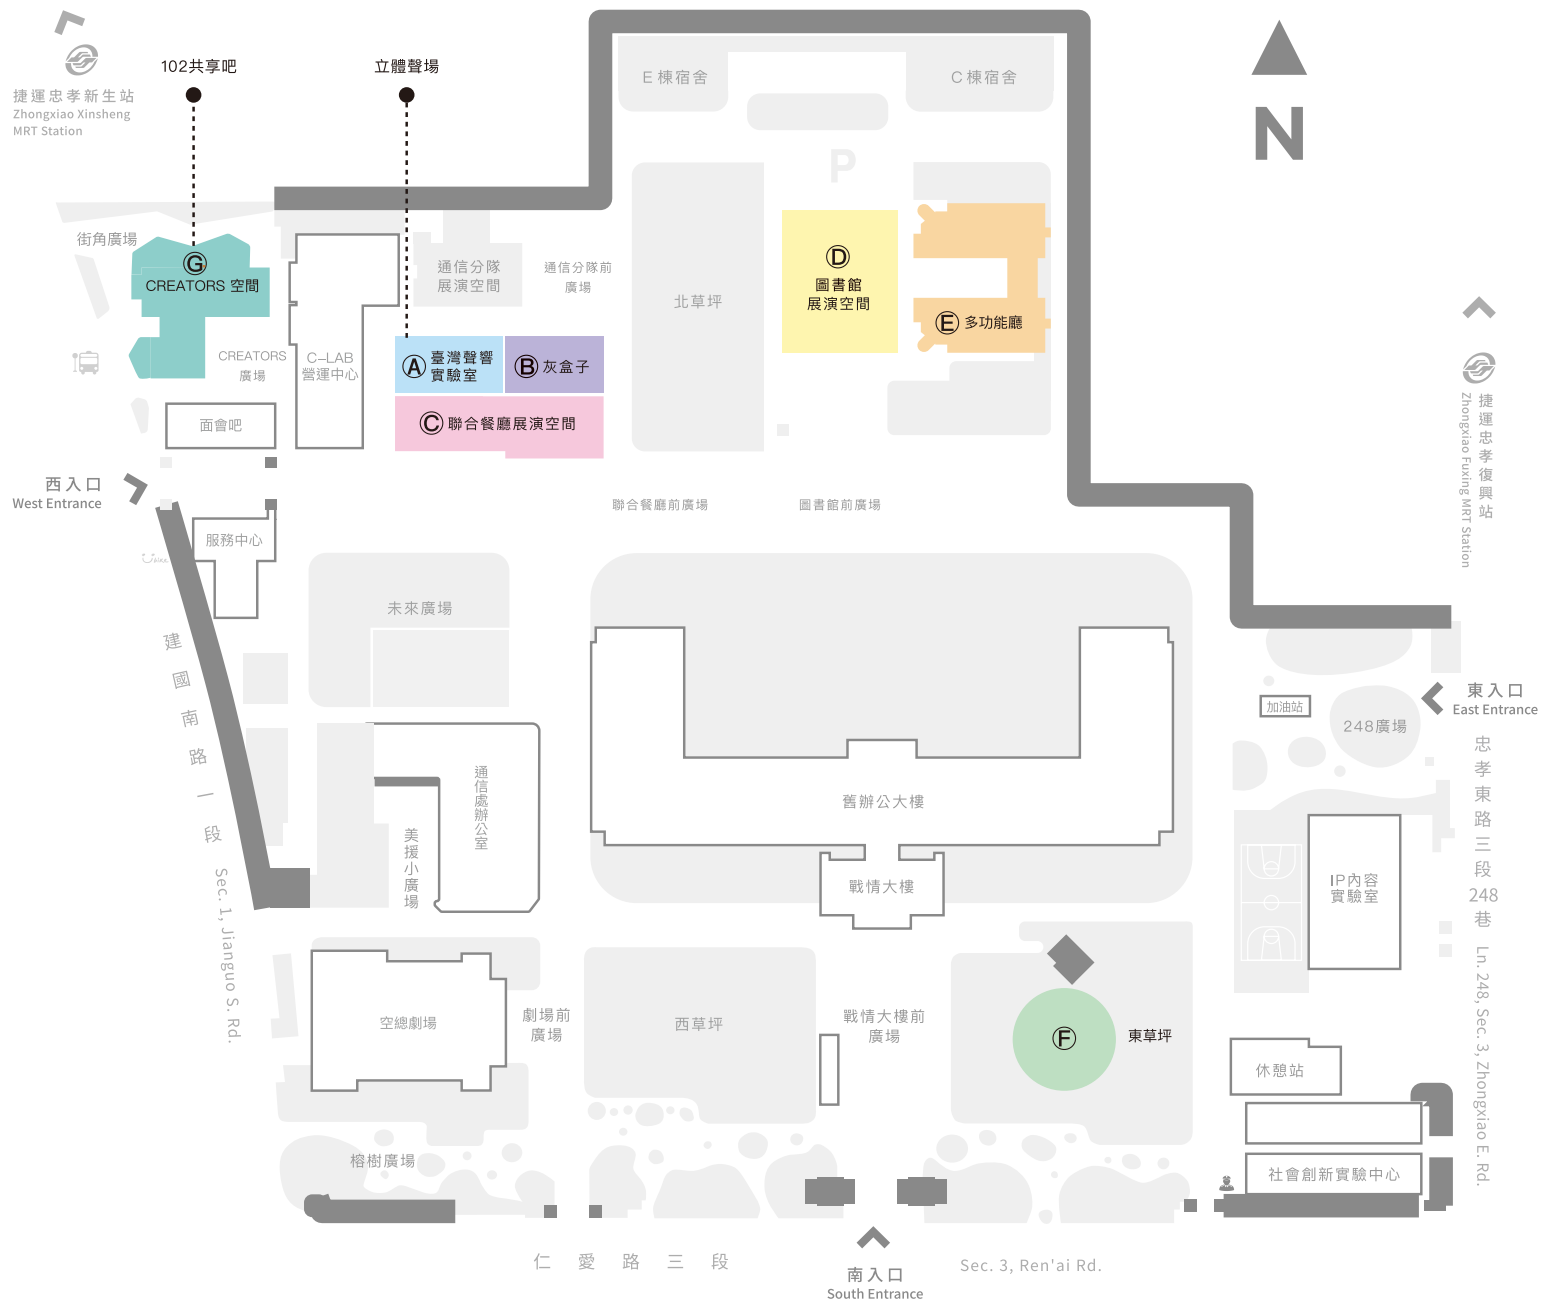 捷運忠孝新生站
Zhongxiao Xinsheng
MRT Station
102共享吧
立體聲場
E 棟宿舍
C 棟宿舍
P
N
街角廣場
G
CREATORS 空間
通信分隊
展演空間
通信分隊前
廣場
北草坪
D
圖書館
展演空間
E 多功能廳
CREATORS
廣場
C-LAB
營運中心
A 臺灣聲響
實驗室
B 灰盒子
C 聯合餐廳展演空間
面會吧
捷運忠孝復興站
Zhongxiao Fuxing MRT Station
西入口
West Entrance
聯合餐廳前廣場
圖書館前廣場
服務中心
未來廣場
建國南路一段 Sec. 1, Jianguo S. Rd.
通信處辦公室
美援小廣場
舊辦公大樓
戰情大樓
加油站
248廣場
東入口
East Entrance
忠孝東路三段248巷 Ln. 248, Sec. 3, Zhongxiao E. Rd.
IP內容
實驗室
空總劇場
劇場前
廣場
西草坪
戰情大樓前
廣場
F
東草坪
休憩站
榕樹廣場
社會創新實驗中心
仁愛路三段
Sec. 3, Ren'ai Rd.
南入口
South Entrance